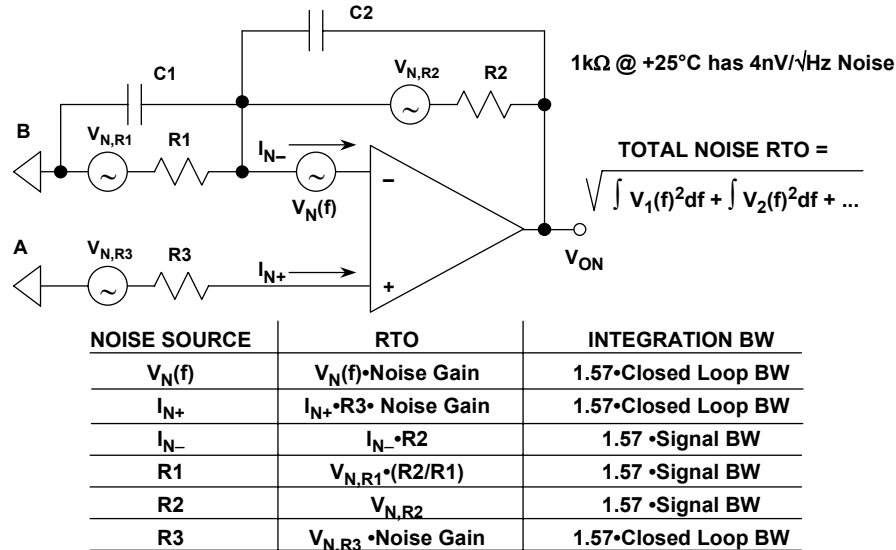 C2
C1
V_N,R2
R2
1kΩ @ +25°C has 4nV/√Hz Noise
B
V_N,R1
R1
I_N–
–
V_N(f)
TOTAL NOISE RTO =
√ ∫ V_1(f)²df + ∫ V_2(f)²df + ...
A
V_N,R3
R3
I_N+
+
V_ON
NOISE SOURCE RTO INTEGRATION BW
V_N(f) V_N(f)•Noise Gain 1.57•Closed Loop BW
I_N+ I_N+•R3• Noise Gain 1.57•Closed Loop BW
I_N– I_N–•R2 1.57 •Signal BW
R1 V_N,R1•(R2/R1) 1.57 •Signal BW
R2 V_N,R2 1.57 •Signal BW
R3 V_N,R3 •Noise Gain 1.57•Closed Loop BW